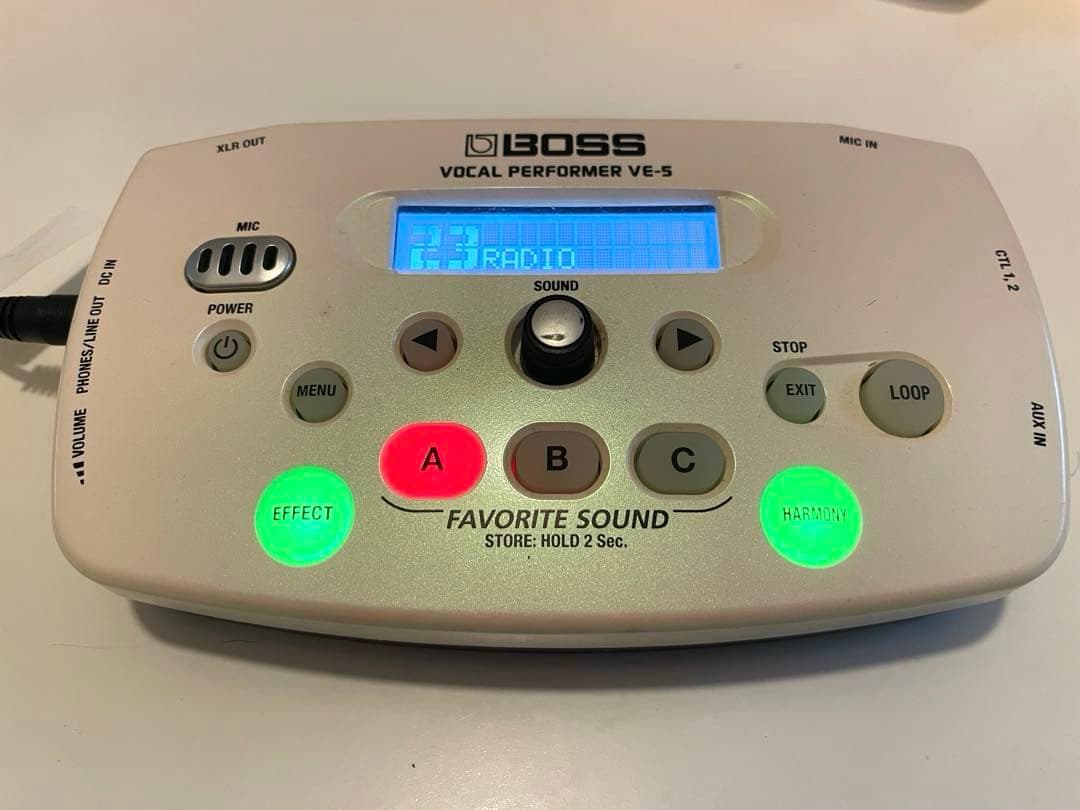 XLR OUT
BOSS
MIC IN
VOCAL PERFORMER VE-5
MIC
23 RADIO
DC IN
CTL 1, 2
SOUND
POWER
PHONES/LINE OUT
STOP
MENU
EXIT
LOOP
VOLUME
AUX IN
A
B
C
EFFECT
HARMONY
FAVORITE SOUND
STORE: HOLD 2 Sec.